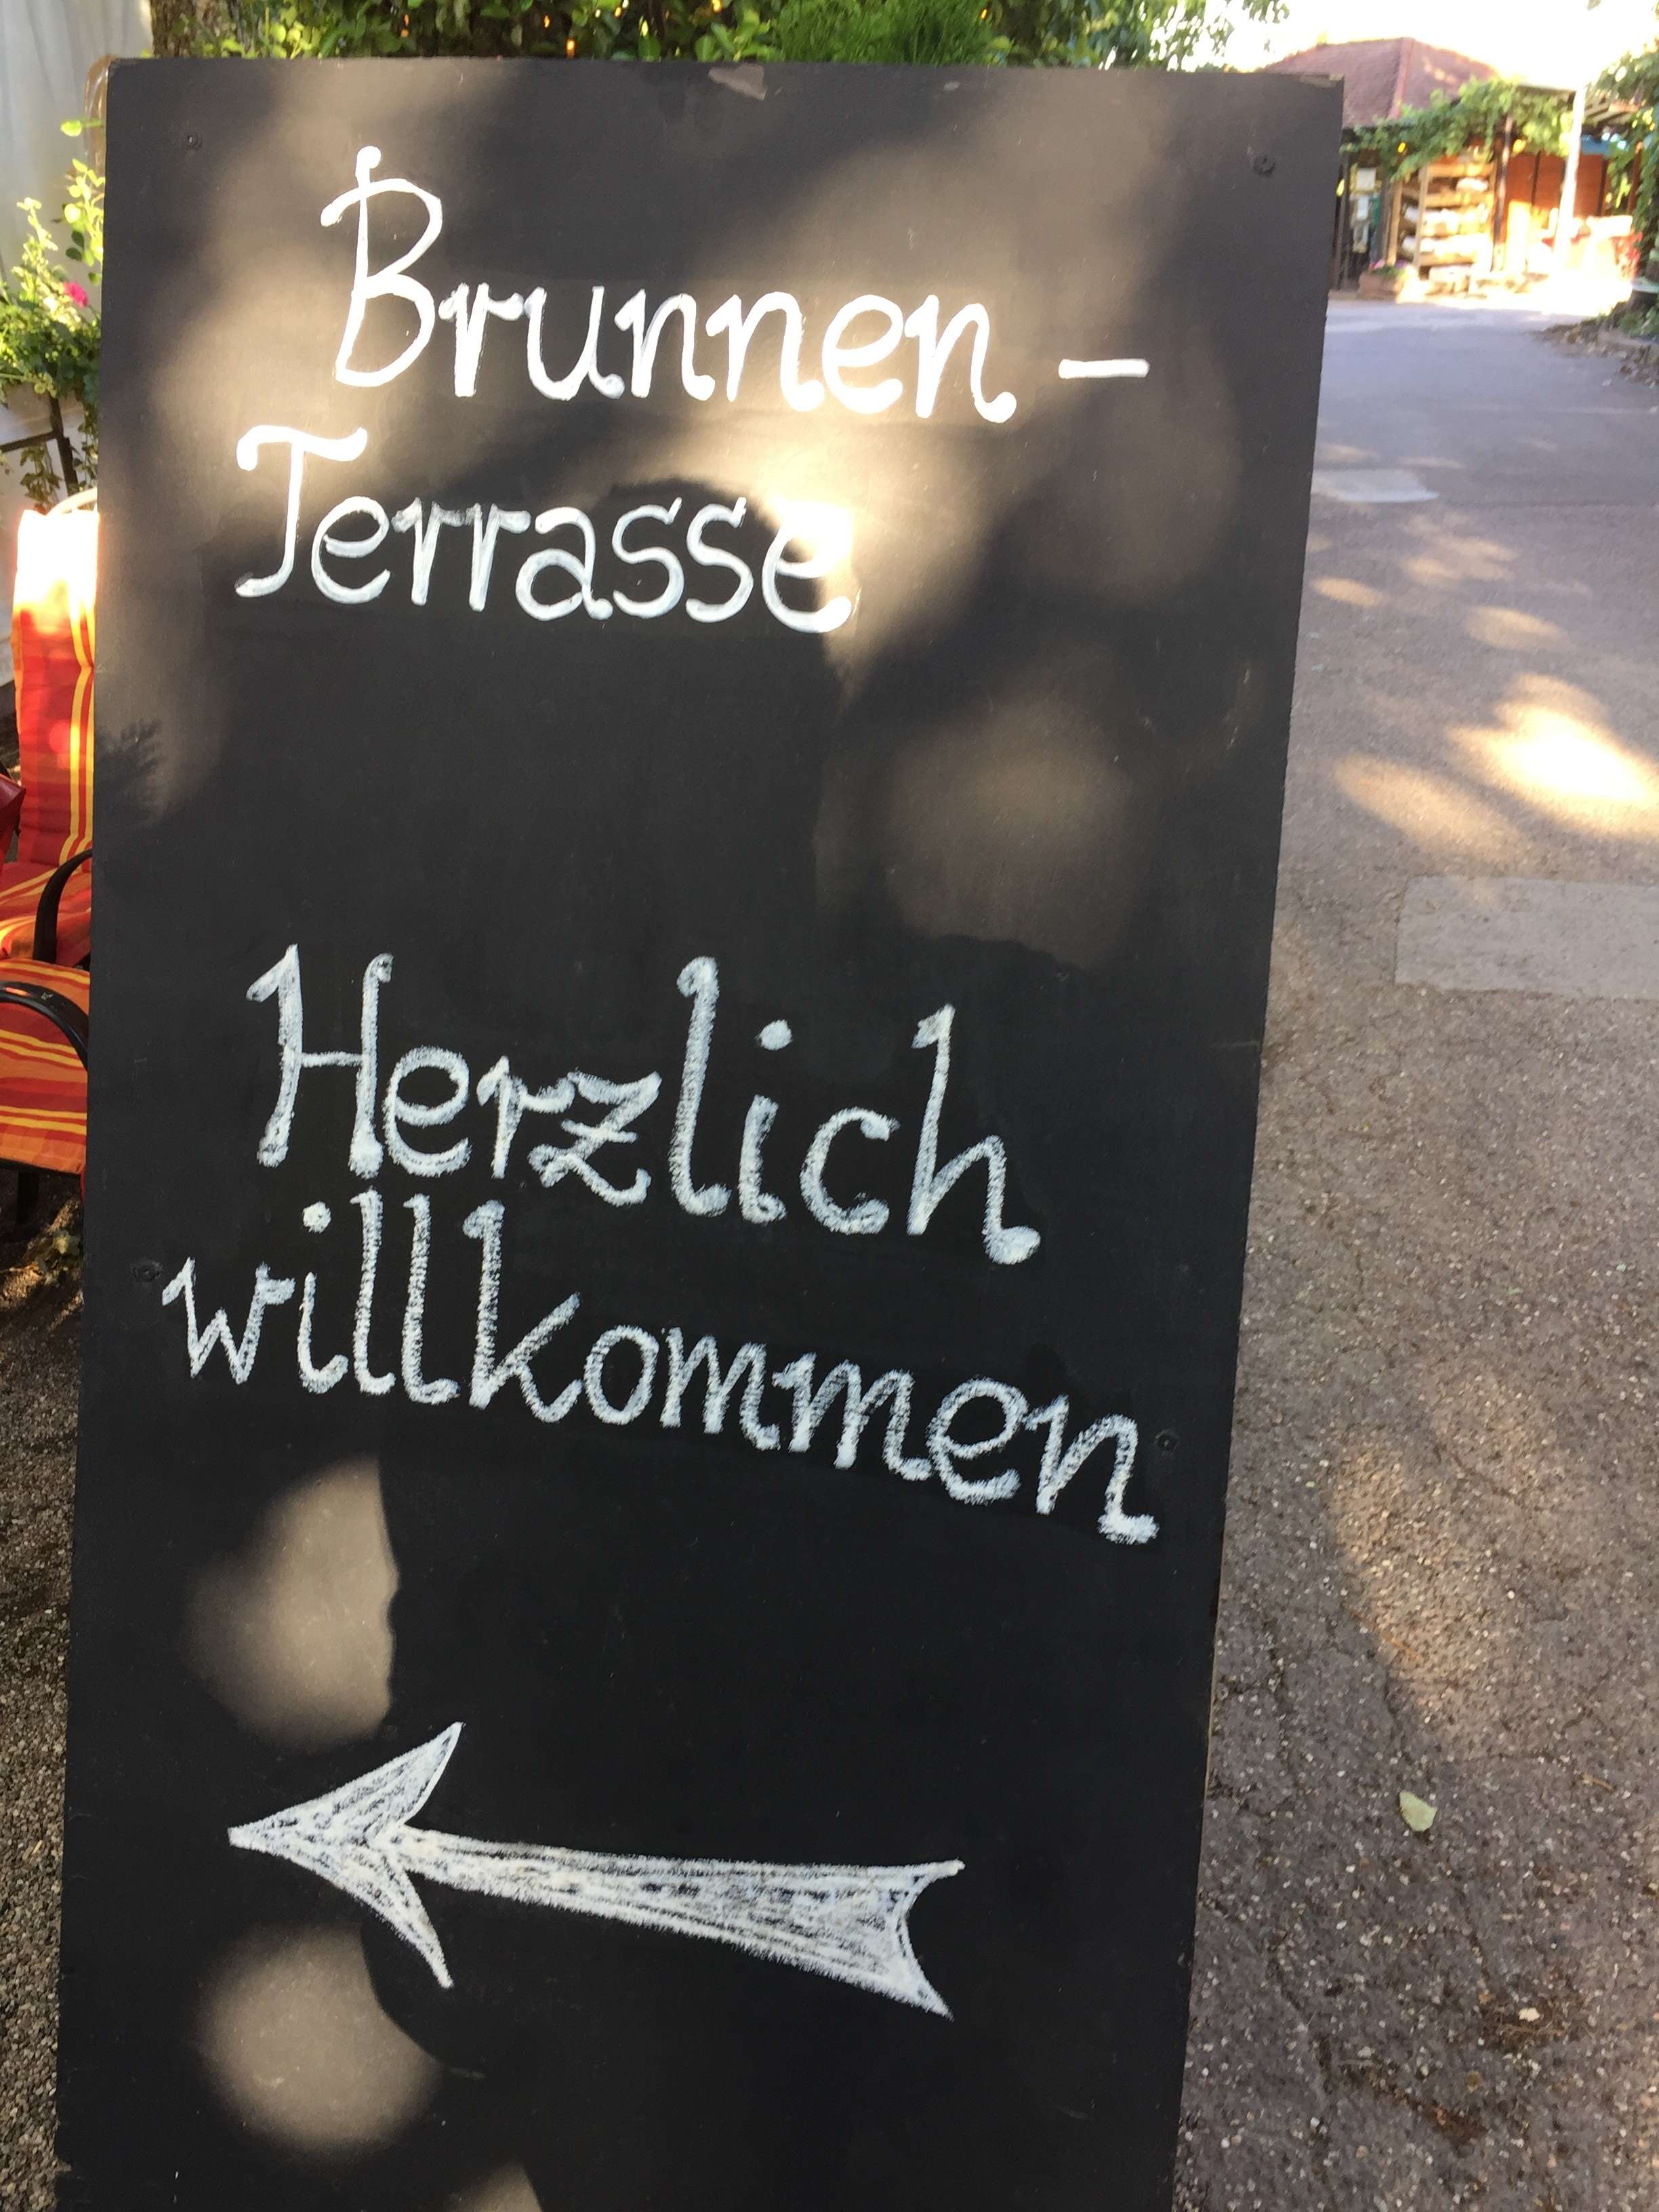 Brunnen-
Terrasse
Herzlich
willkommen